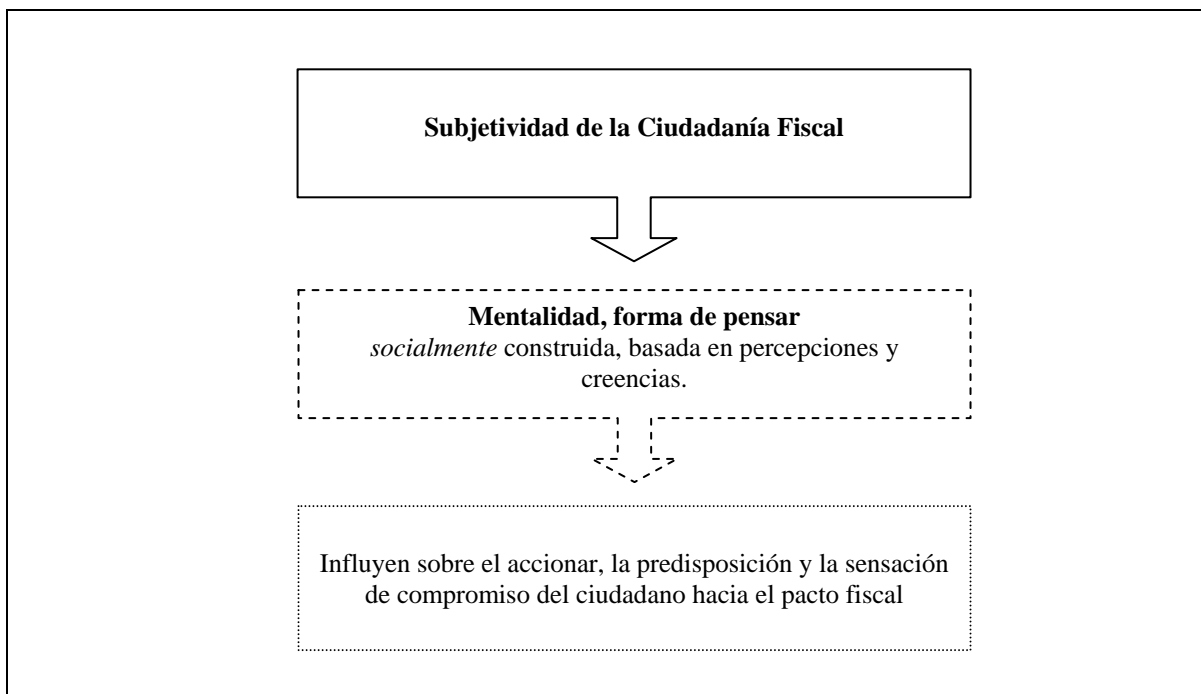 Subjetividad de la Ciudadanía Fiscal
Mentalidad, forma de pensar
socialmente construida, basada en percepciones y
creencias.
Influyen sobre el accionar, la predisposición y la sensación
de compromiso del ciudadano hacia el pacto fiscal